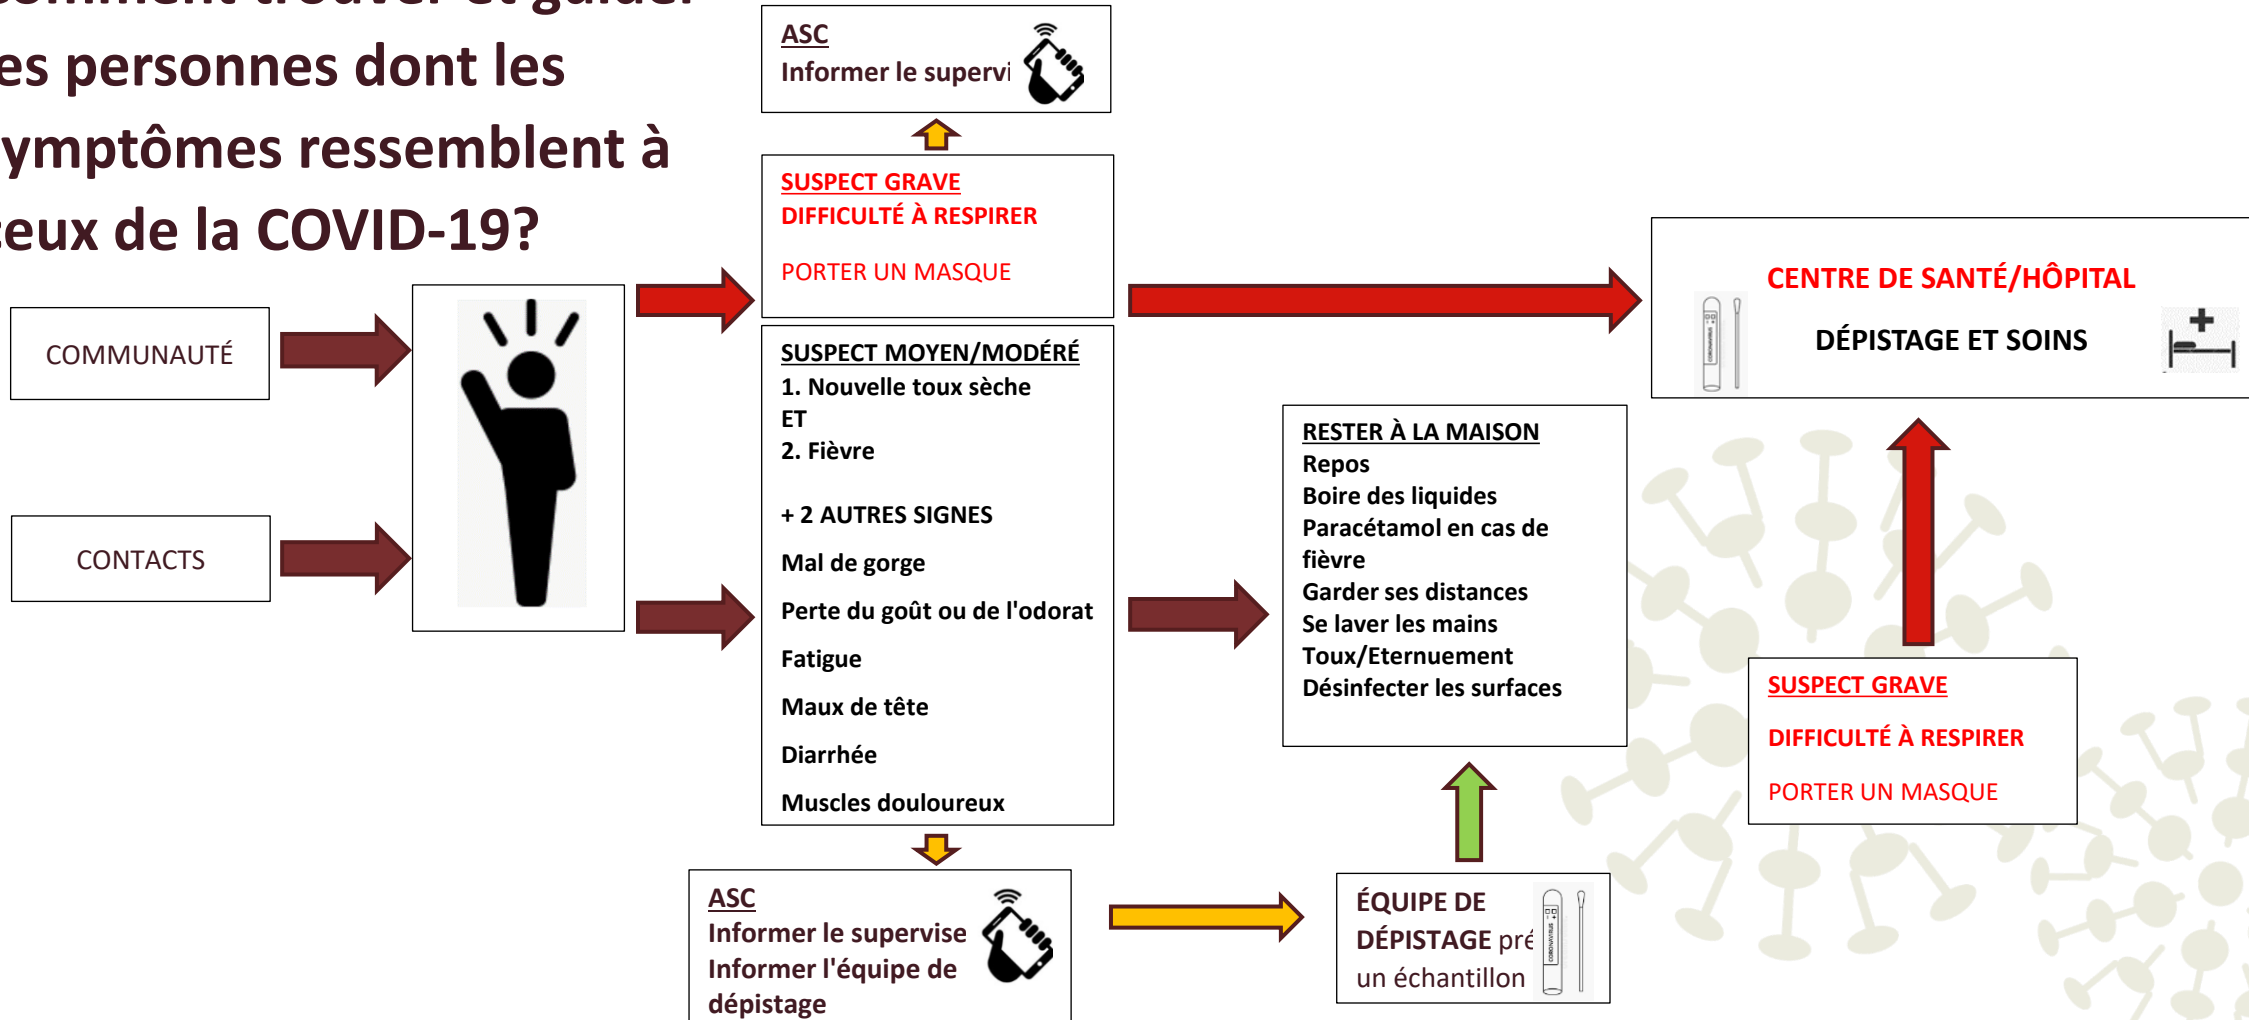 es personnes dont les
ymptômes ressemblent à
ceux de la COVID-19?
ASC
Informer le supervi
SUSPECT GRAVE
DIFFICULTÉ À RESPIRER
PORTER UN MASQUE
COMMUNAUTÉ
CONTACTS
SUSPECT MOYEN/MODÉRÉ
1. Nouvelle toux sèche
ET
2. Fièvre
+ 2 AUTRES SIGNES
Mal de gorge
Perte du goût ou de l'odorat
Fatigue
Maux de tête
Diarrhée
Muscles douloureux
ASC
Informer le supervise
Informer l'équipe de
dépistage
RESTER À LA MAISON
Repos
Boire des liquides
Paracétamol en cas de
fièvre
Garder ses distances
Se laver les mains
Toux/Eternuement
Désinfecter les surfaces
ÉQUIPE DE
DÉPISTAGE pré
un échantillon
CORONAVIRUS
CENTRE DE SANTÉ/HÔPITAL
DÉPISTAGE ET SOINS
CORONAVIRUS
SUSPECT GRAVE
DIFFICULTÉ À RESPIRER
PORTER UN MASQUE